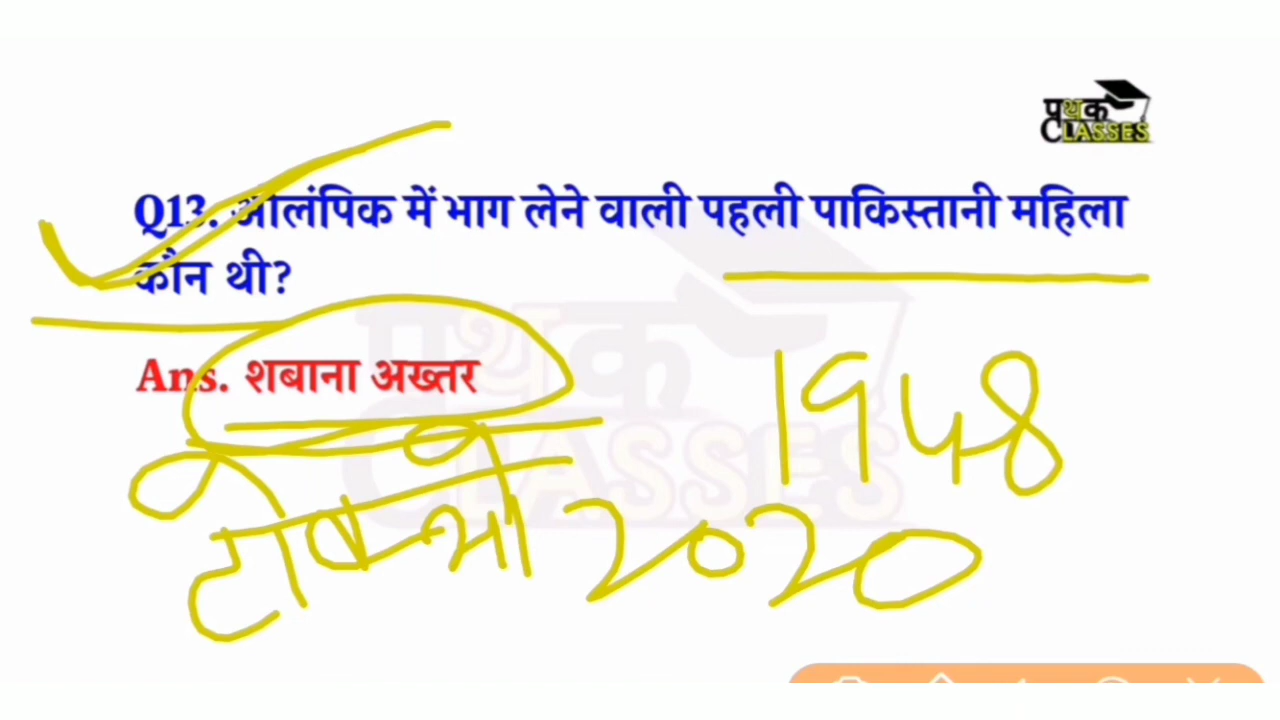 पृथक
CLASSES
Q13. ओलंपिक में भाग लेने वाली पहली पाकिस्तानी महिला
कौन थी?
Ans. शबाना अख्तर
1948
टोक्यो 2020